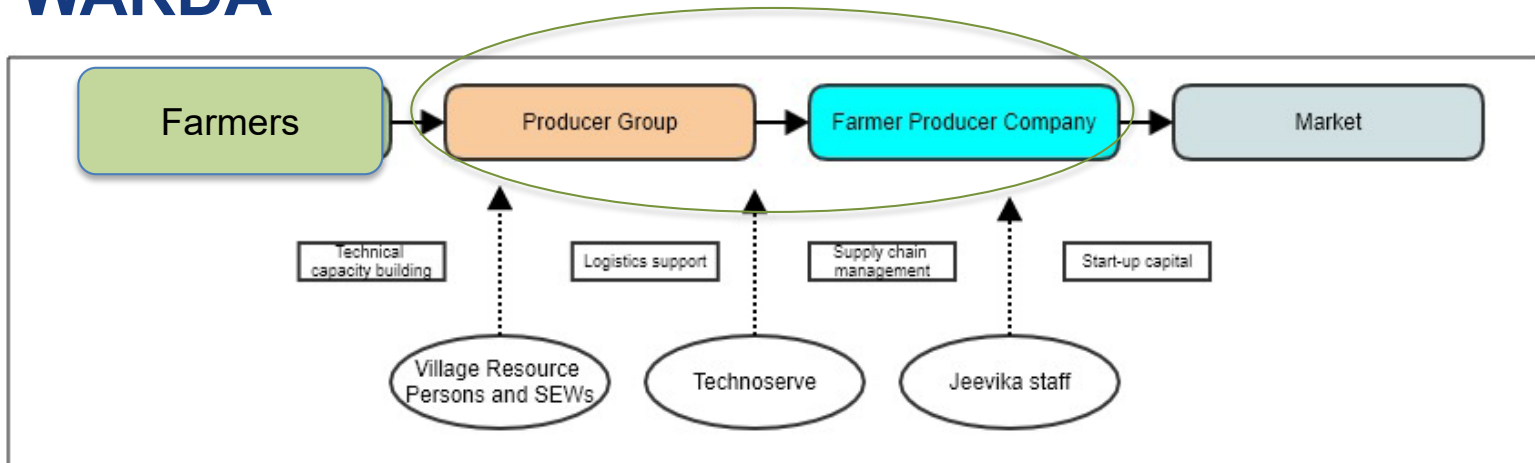 WARDA
Farmers
Producer Group
Farmer Producer Company
Market
Technical
capacity building
Logistics support
Supply chain
management
Start-up capital
Village Resource
Persons and SEWs
Technoserve
Jeevika staff